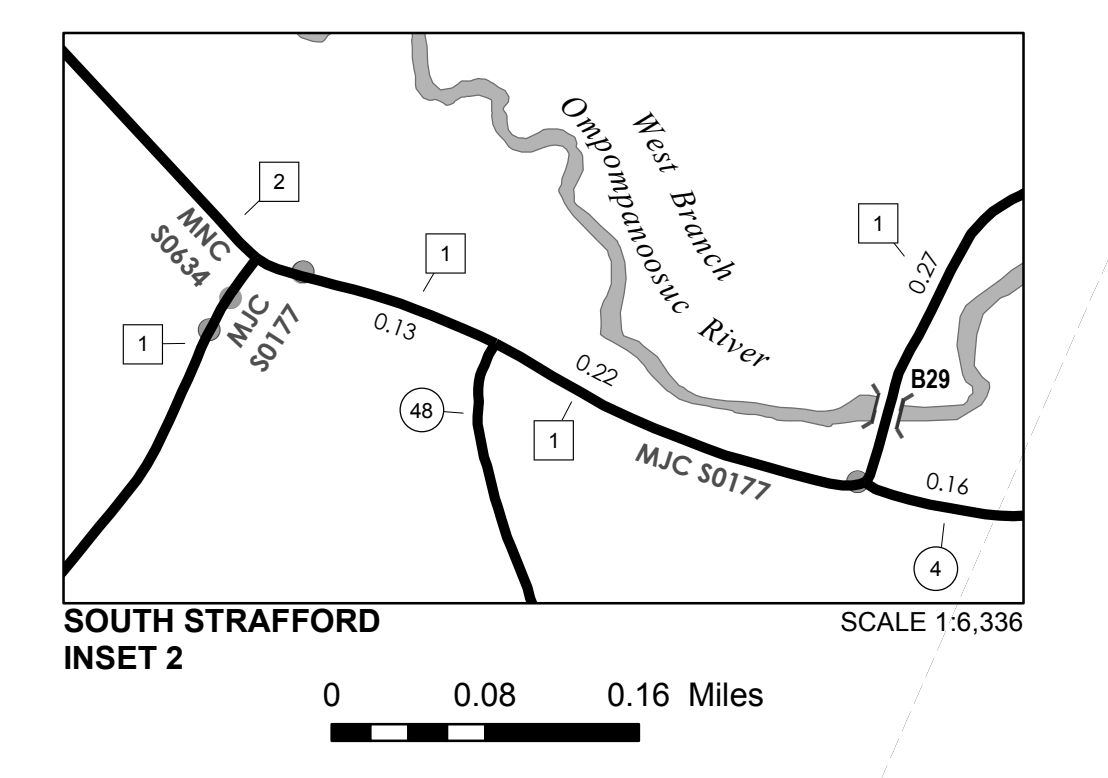 2
MNC
S0634
MJC
S0177
1
1
0.13
48
0.22
1
MJC S0177
West Branch
Ompompanoosuc River
1
0.27
B29
0.16
4
SOUTH STRAFFORD
INSET 2
SCALE 1:6,336
0 0.08 0.16 Miles